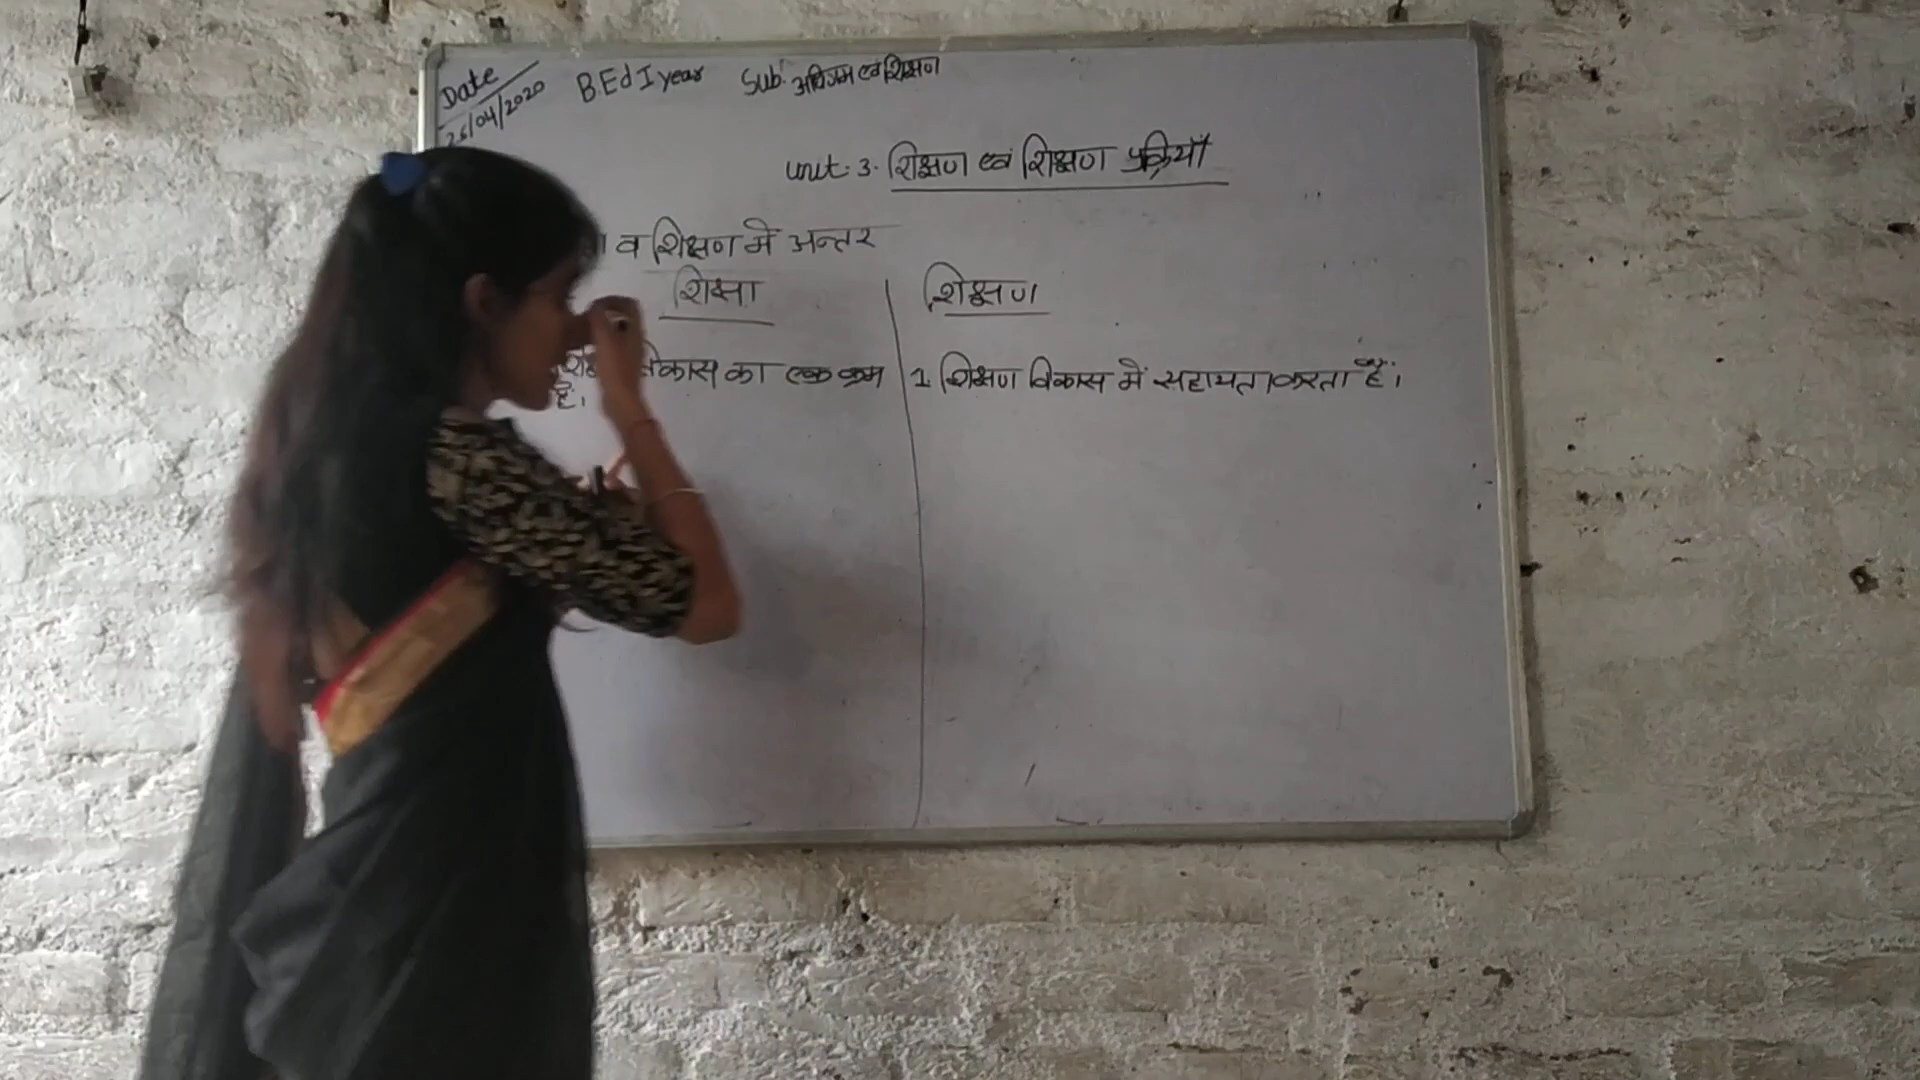 Date BEd I year Sub: अधिगम एवं शिक्षण
26/04/2020
unit: 3. शिक्षण एवं शिक्षण प्रक्रियाँ
व शिक्षण में अन्तर
शिक्षा
शिक्षण
विकास का एक क्रम
है।
1. शिक्षण विकास में सहायता करता है।